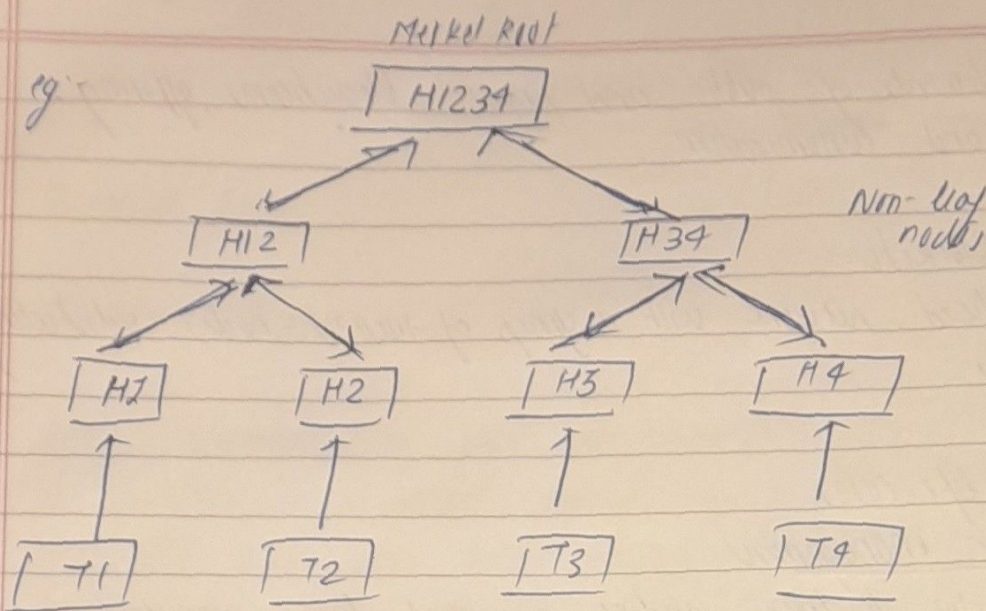 Merkel Root
eg:
H1234
Non-leaf
nodes
H12
H34
H1
H2
H3
H4
T1
T2
T3
T4